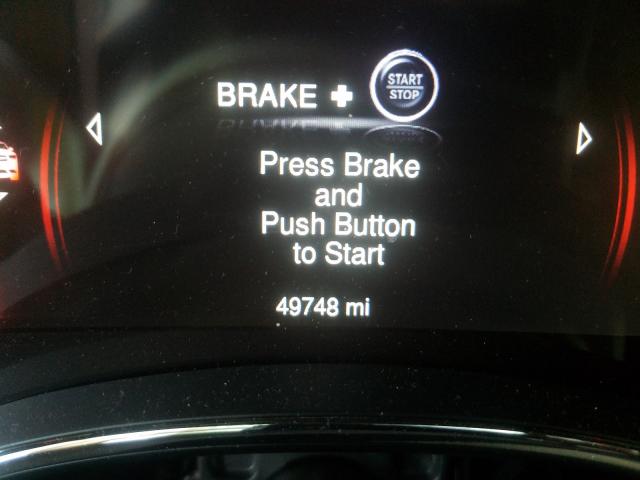 BRAKE + START
STOP
Press Brake
and
Push Button
to Start
49748 mi